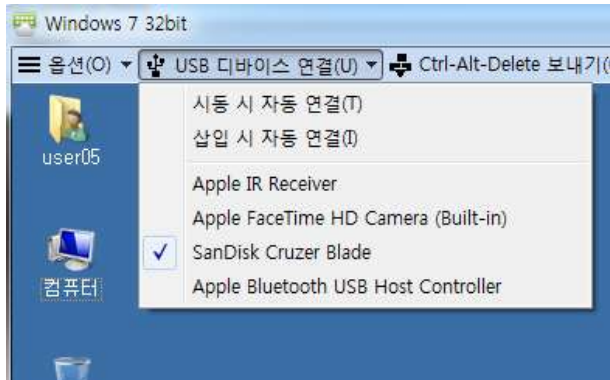 Windows 7 32bit
옵션(O) USB 디바이스 연결(U) Ctrl-Alt-Delete 보내기(
시동 시 자동 연결(T)
삽입 시 자동 연결(I)
user05
Apple IR Receiver
Apple FaceTime HD Camera (Built-in)
SanDisk Cruzer Blade
컴퓨터
Apple Bluetooth USB Host Controller